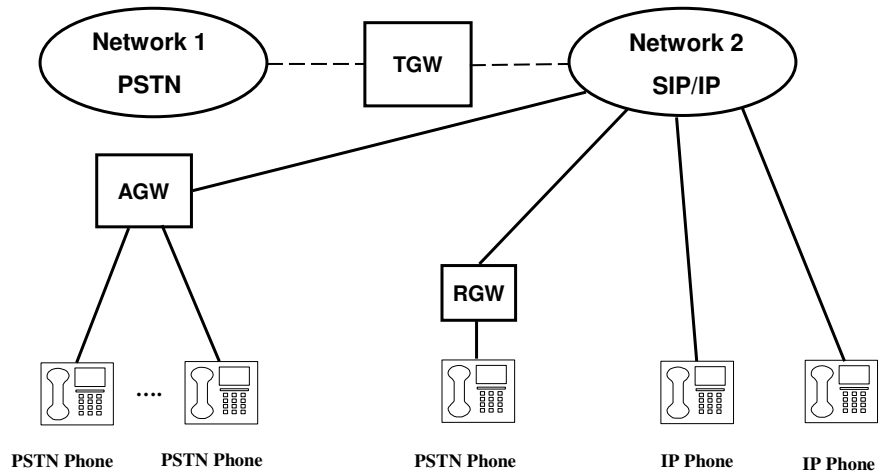 Network 1
PSTN
TGW
Network 2
SIP/IP
AGW
RGW
....
PSTN Phone
PSTN Phone
PSTN Phone
IP Phone
IP Phone